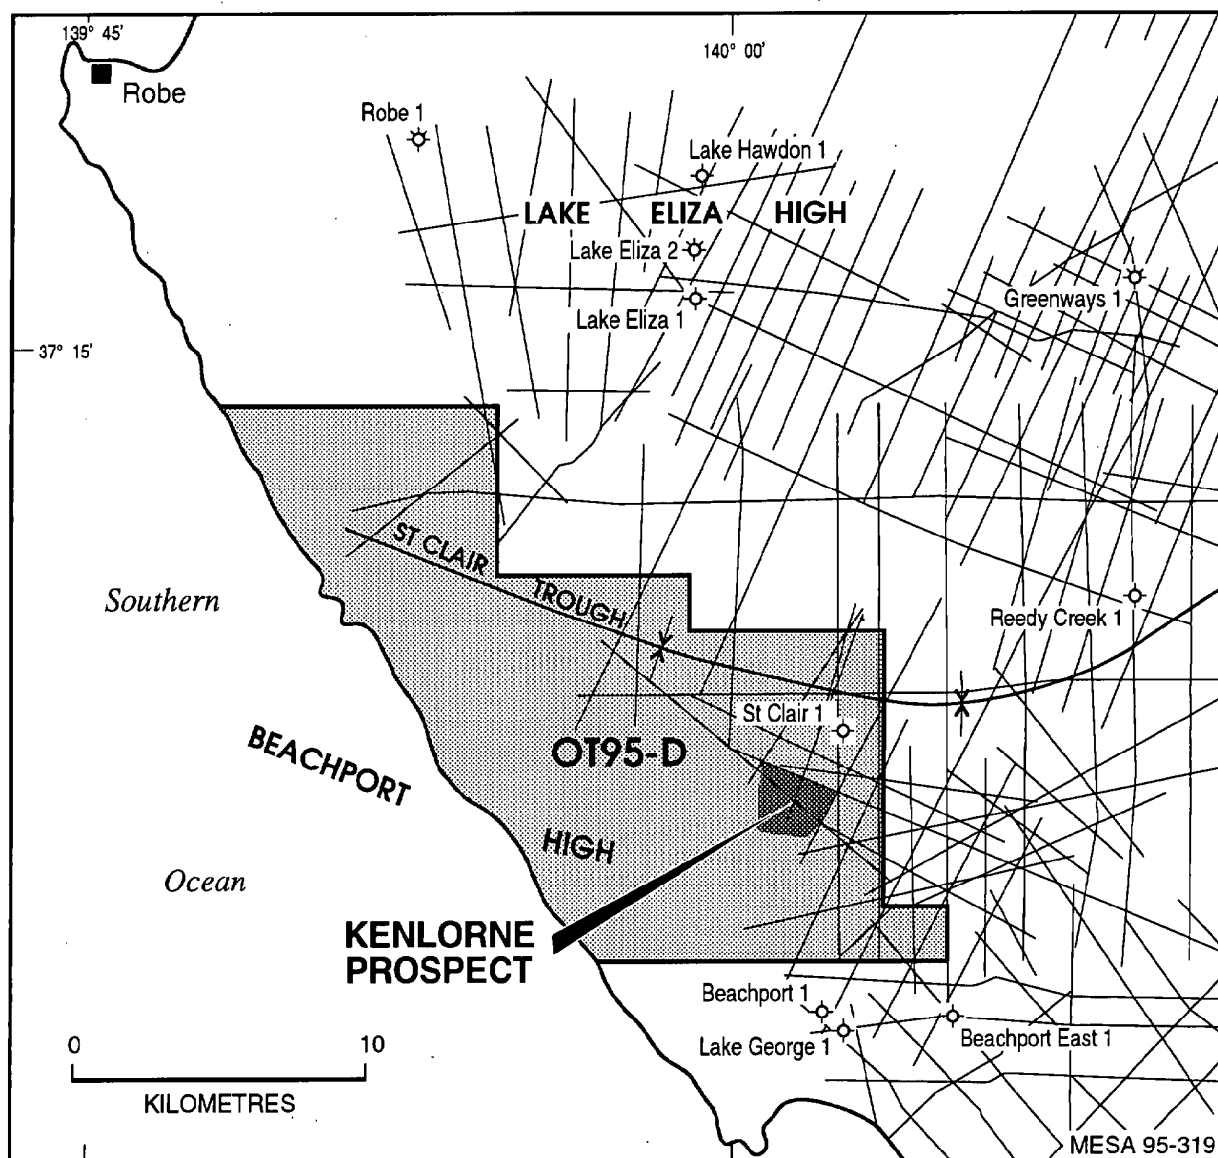 139° 45'
140° 00'
Robe
Robe 1
Lake Hawdon 1
LAKE ELIZA HIGH
Lake Eliza 2
Greenways 1
Lake Eliza 1
37° 15'
ST CLAIR TROUGH
Southern
Reedy Creek 1
St Clair 1
BEACHPORT
OT95-D
HIGH
Ocean
KENLORNE
PROSPECT
Beachport 1
Lake George 1
Beachport East 1
0 10
KILOMETRES
MESA 95-319